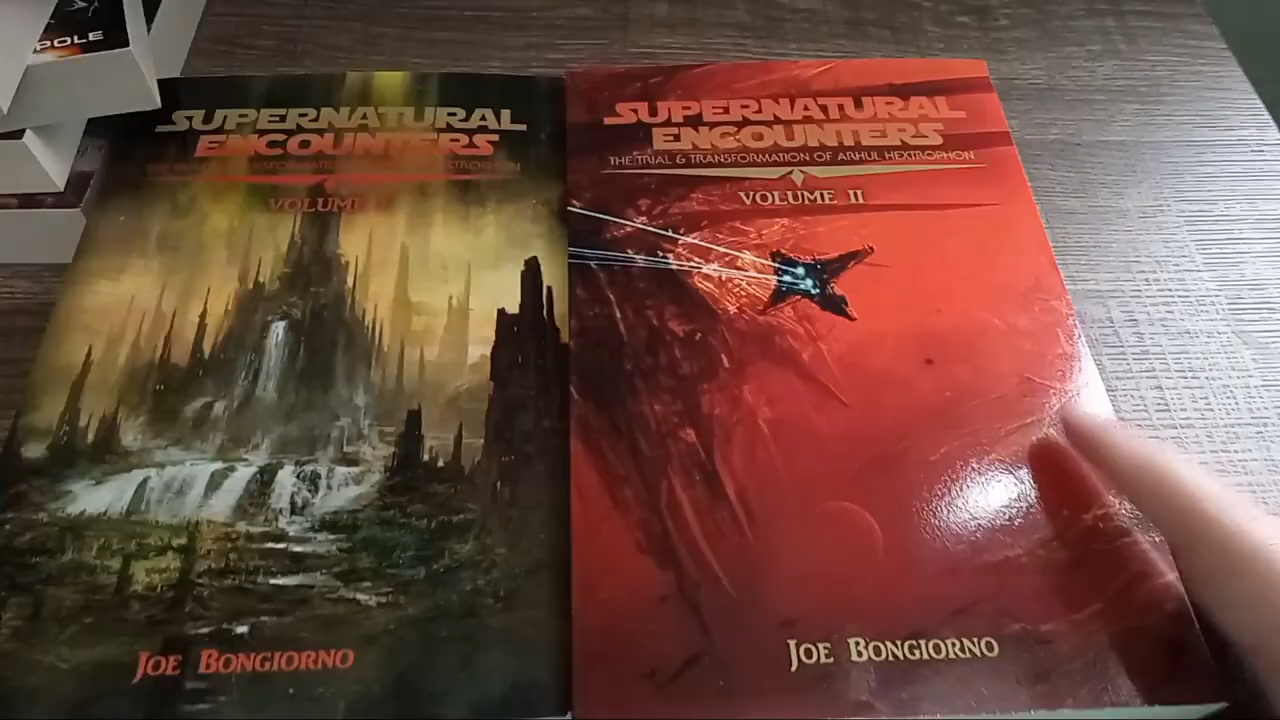 POLE
SUPERNATURAL
ENCOUNTERS
VOLUME
JOE BONGIORNO
SUPERNATURAL
ENCOUNTERS
THE TRIAL & TRANSFORMATION OF ARHUL HEXTROPHON
VOLUME II
JOE BONGIORNO